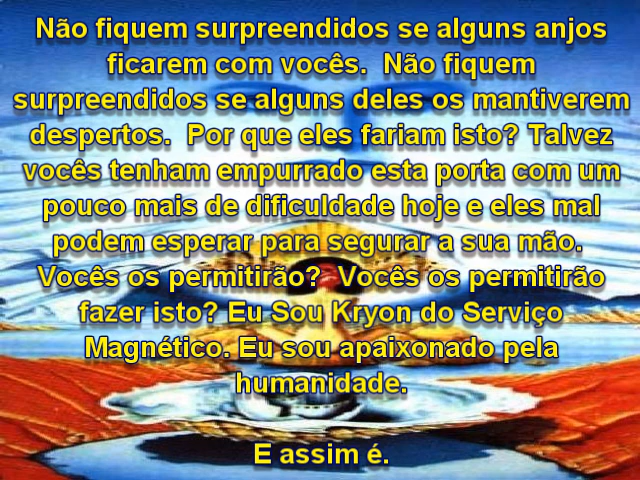 Não fiquem surpreendidos se alguns anjos
ficarem com vocês.  Não fiquem
surpreendidos se alguns deles os mantiverem
despertos.  Por que eles fariam isto? Talvez
vocês tenham empurrado esta porta com um
pouco mais de dificuldade hoje e eles mal
podem esperar para segurar a sua mão.
Vocês os permitirão?  Vocês os permitirão
fazer isto? Eu Sou Kryon do Serviço
Magnético. Eu sou apaixonado pela
humanidade.
E assim é.